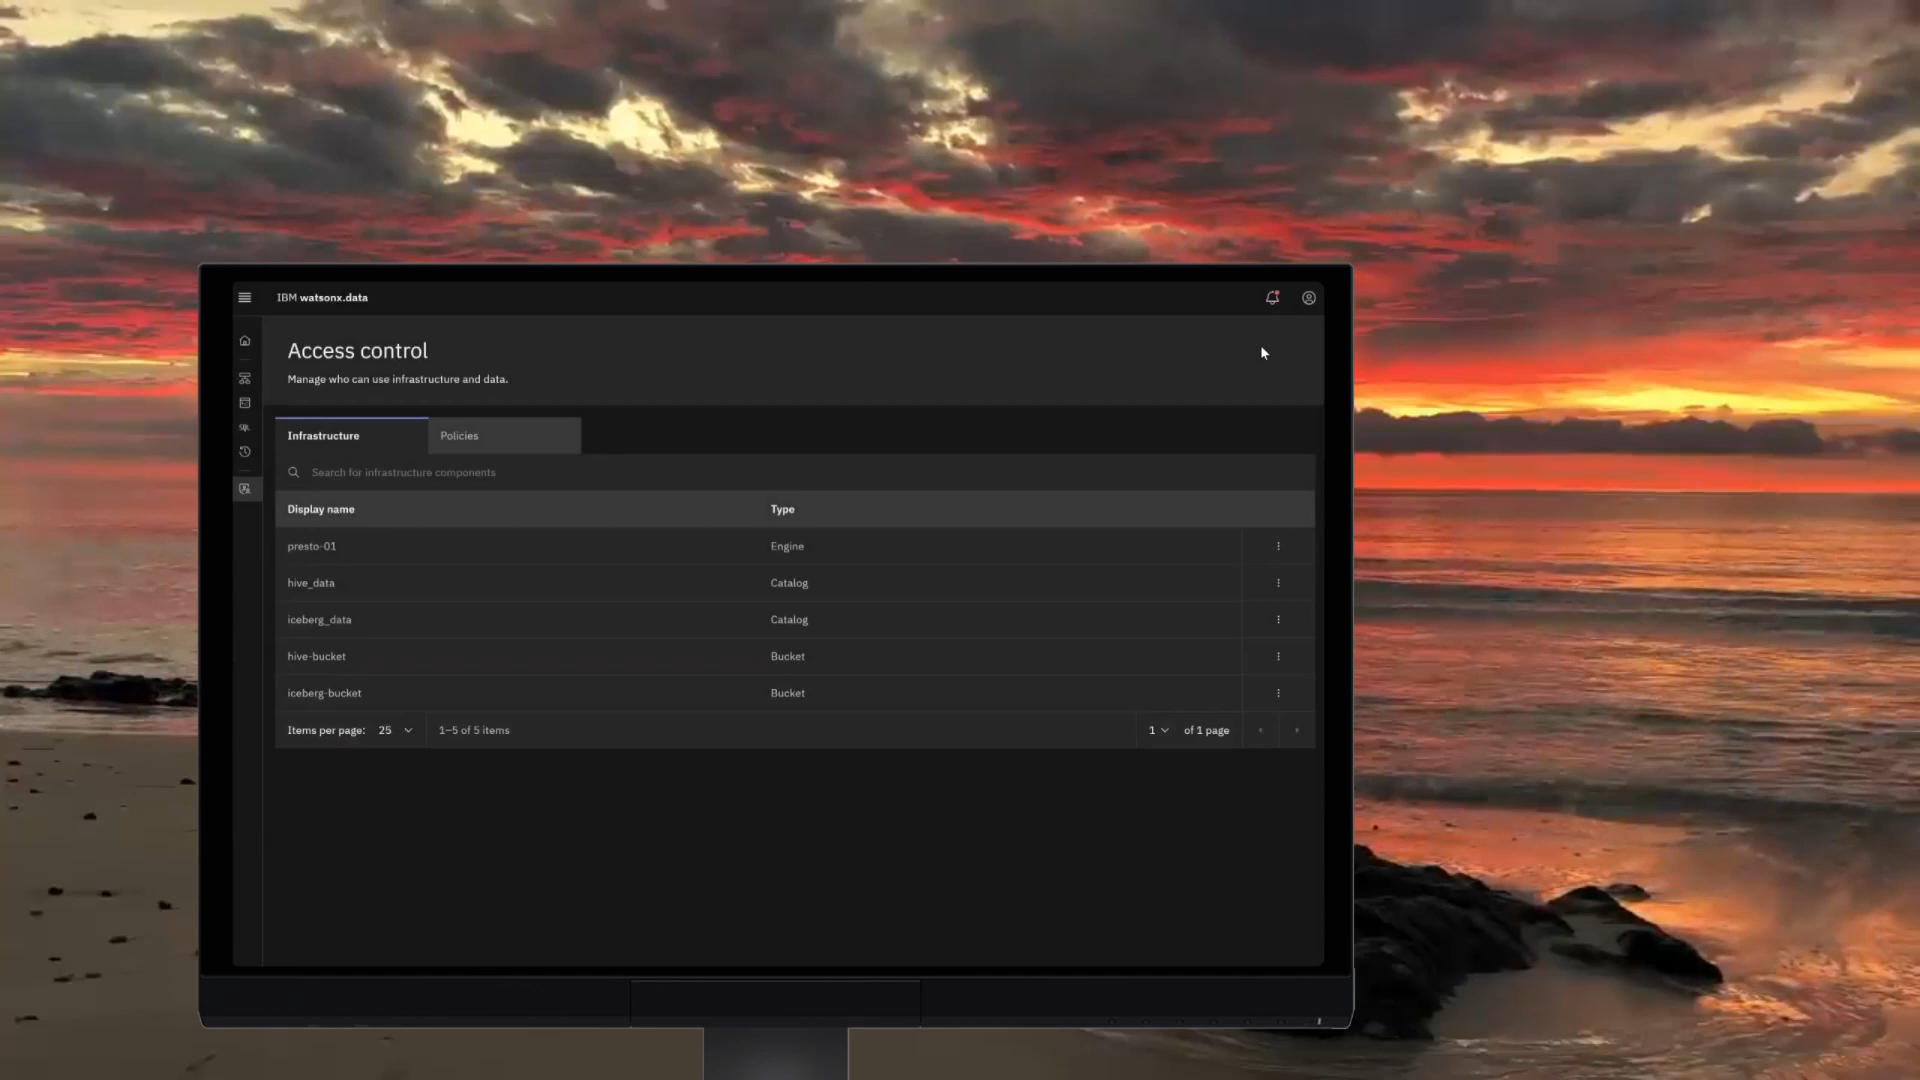 IBM watsonx.data
Access control
Manage who can use infrastructure and data.
Infrastructure Policies
Search for infrastructure components
Display name Type
presto-01 Engine
hive_data Catalog
iceberg_data Catalog
hive-bucket Bucket
iceberg-bucket Bucket
Items per page: 25 1–5 of 5 items 1 of 1 page